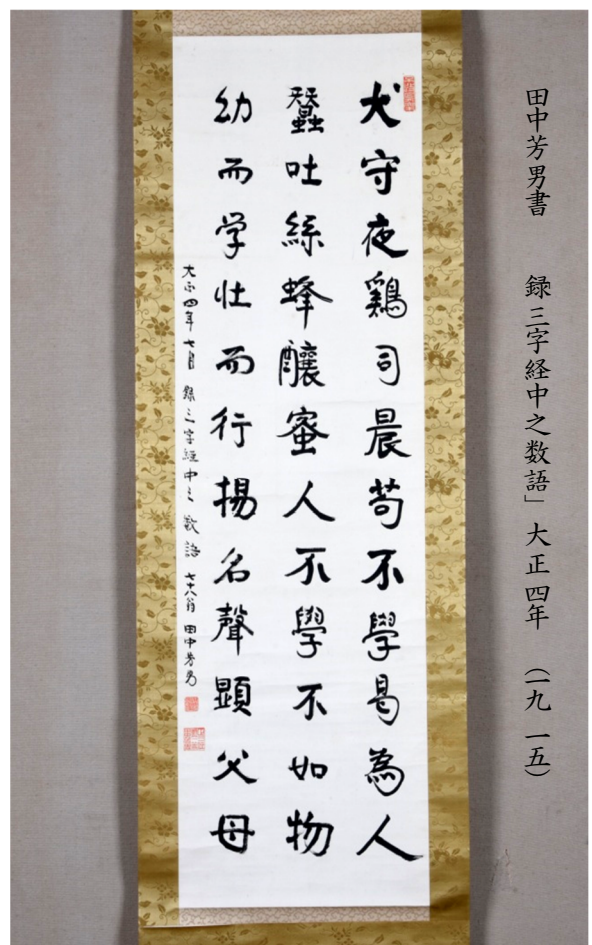 田中芳男書　録三字経中之数語」大正四年　（一九一五）
犬守夜鶏司晨苟不學曷為人
蠶吐絲蜂釀蜜人不學不如物
幼而学壮而行揚名聲顕父母
大正四年七月録三字經中之数語　七十八翁　田中芳男